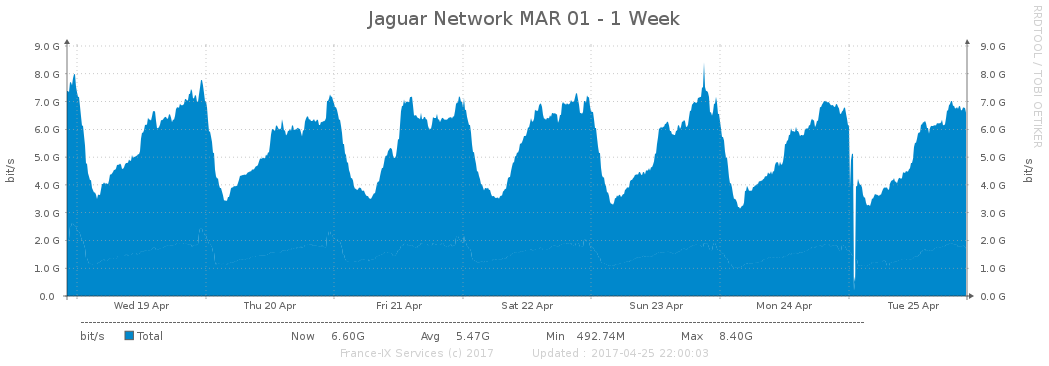 Jaguar Network MAR 01 - 1 Week
RRDTOOL / TOBI OETIKER
9.0 G 9.0 G
8.0 G 8.0 G
7.0 G 7.0 G
6.0 G 6.0 G
5.0 G 5.0 G
4.0 G 4.0 G
3.0 G 3.0 G
2.0 G 2.0 G
1.0 G 1.0 G
0.0 0.0 G
bit/s
bit/s
Wed 19 Apr Thu 20 Apr Fri 21 Apr Sat 22 Apr Sun 23 Apr Mon 24 Apr Tue 25 Apr
bit/s Total Now 6.60G Avg 5.47G Min 492.74M Max 8.40G
France-IX Services (c) 2017 Updated : 2017-04-25 22:00:03